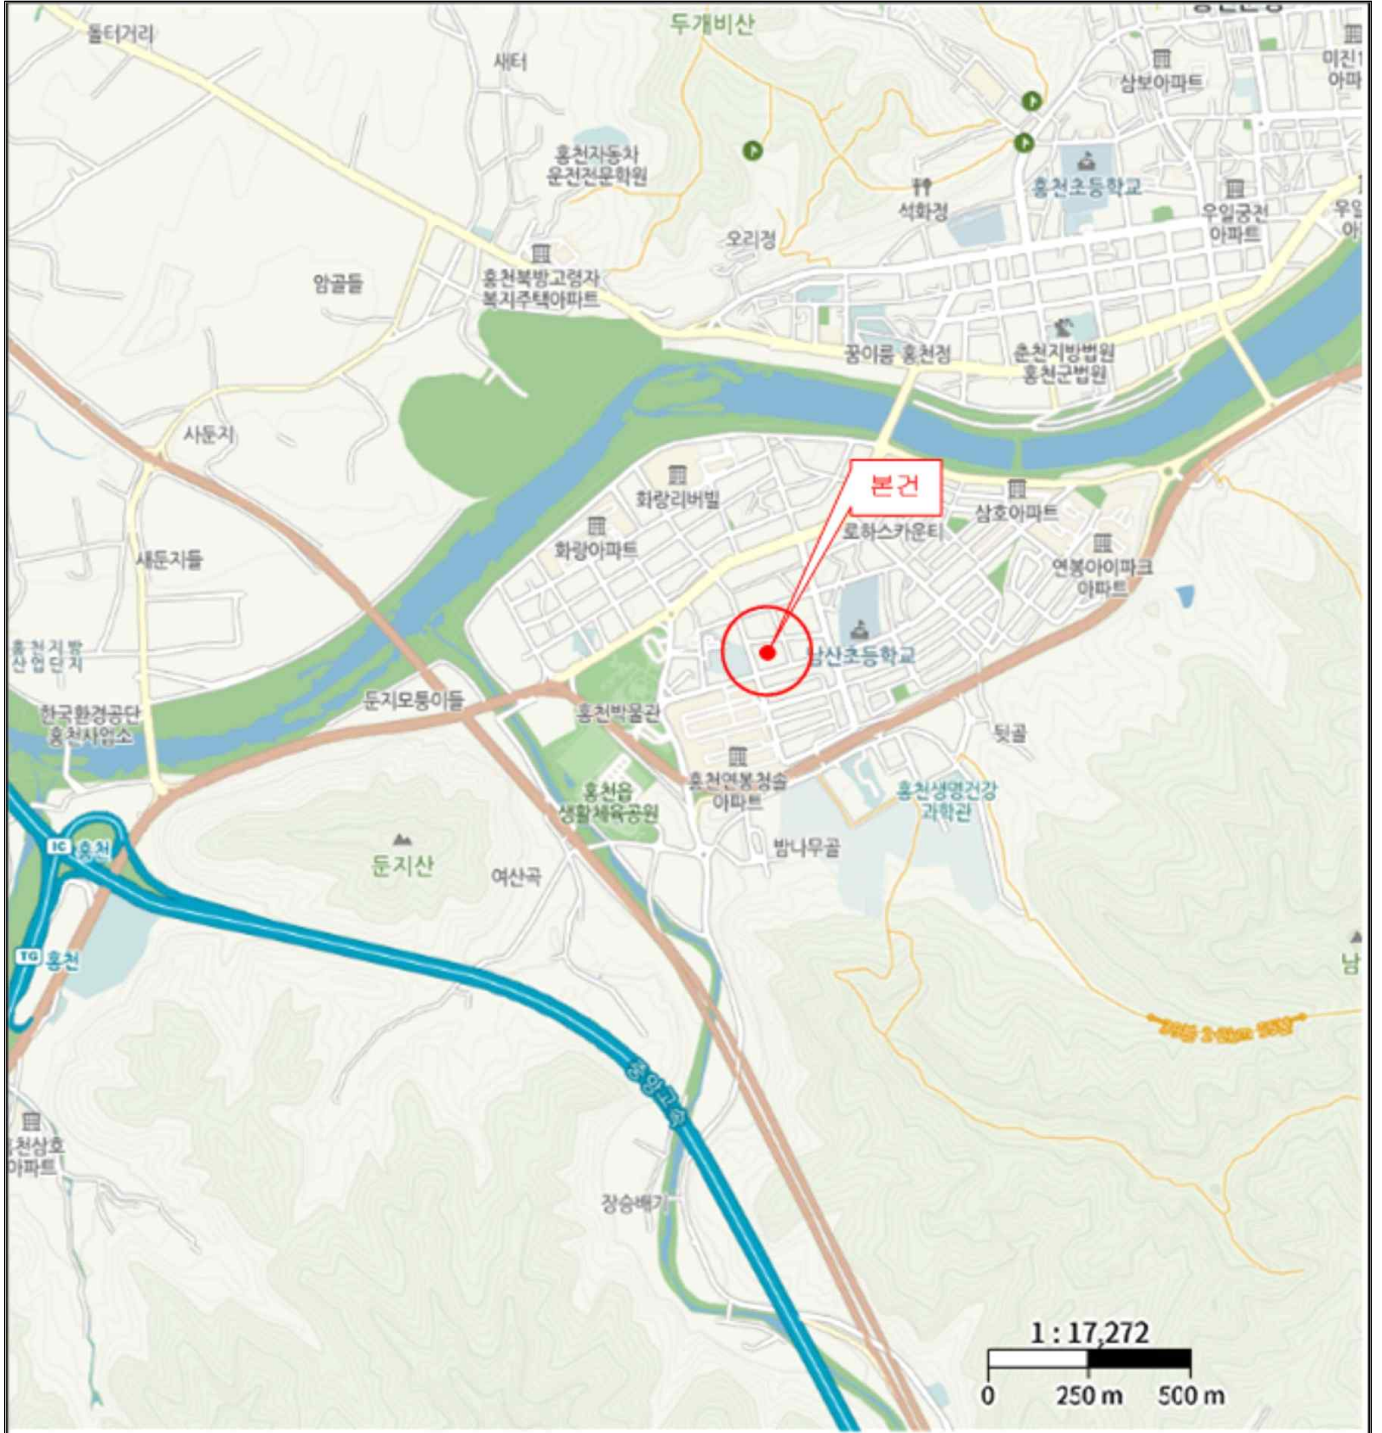 두개비산
돌터거리
새터
삼보아파트
미진
홍천자동차
운전전문학원
홍천초등학교
석화정
우일궁전
아파트
오리정
홍천북방고령자
복지주택아파트
암골들
꿈이룸 홍천점
춘천지방법원
홍천군법원
사둔지
본건
화랑리버빌
삼호아파트
로하스카운티
화랑아파트
연봉아이파크
아파트
새둔지들
홍천지방
산업단지
남산초등학교
둔지모퉁이들
한국환경공단
홍천사업소
홍천박물관
뒷골
홍천연봉청솔
아파트
홍천읍
생활체육공원
홍천생명건강
과학관
IC 홍천
밤나무골
둔지산
여산곡
TG 홍천
남
중앙고속
천삼호
아파트
장승배기
1 : 17,272
0 250 m 500 m